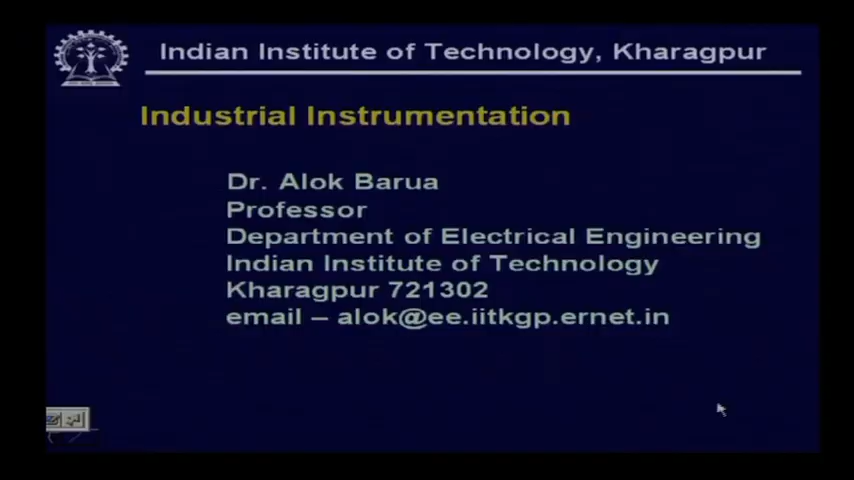 Indian Institute of Technology, Kharagpur
Industrial Instrumentation
Dr. Alok Barua
Professor
Department of Electrical Engineering
Indian Institute of Technology
Kharagpur 721302
email – alok@ee.iitkgp.ernet.in